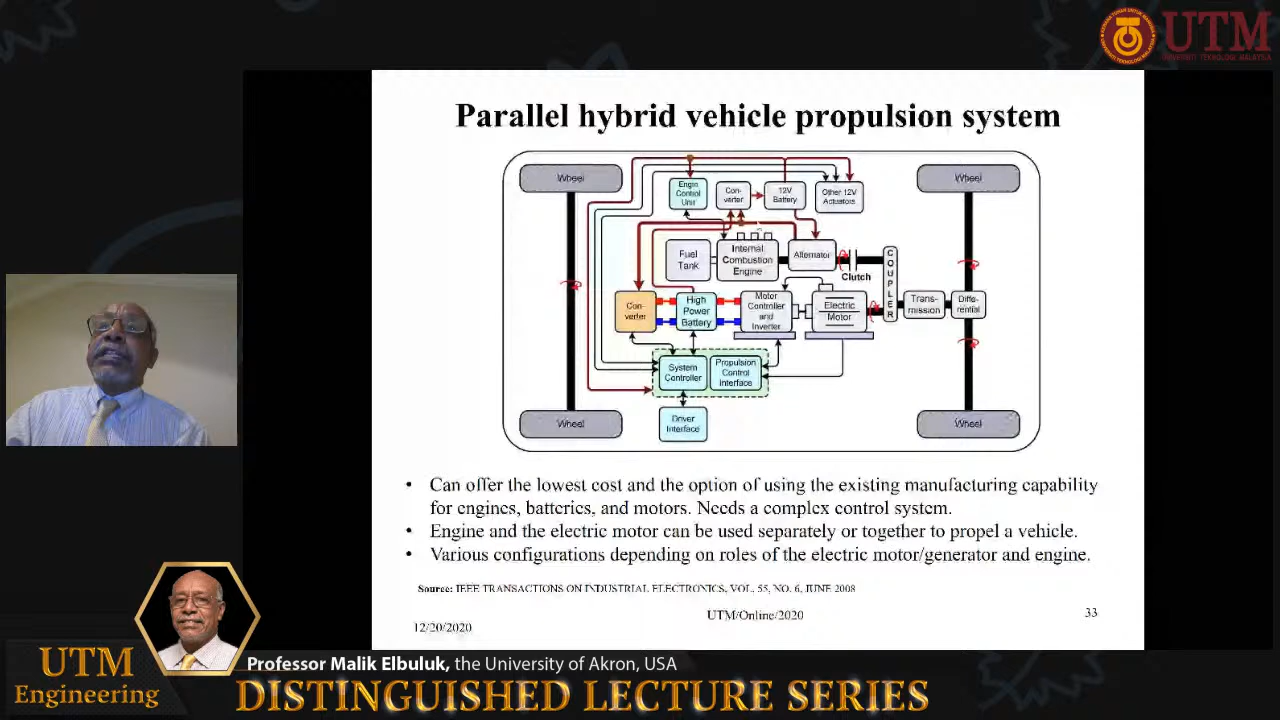 UTM
UNIVERSITI TEKNOLOGI MALAYSIA
Parallel hybrid vehicle propulsion system
Wheel
Wheel
Engin Control Unit
Con-verter
12V Battery
Other 12V Actuators
Fuel Tank
Internal Combustion Engine
Alternator
Clutch
COUPLER
Con-verter
High Power Battery
Motor Controller and Inverter
Electric Motor
Trans-mission
Diffe-rential
System Controller
Propulsion Control Interface
Driver Interface
Wheel
Wheel
• Can offer the lowest cost and the option of using the existing manufacturing capability
for engines, batteries, and motors. Needs a complex control system.
• Engine and the electric motor can be used separately or together to propel a vehicle.
• Various configurations depending on roles of the electric motor/generator and engine.
Source: IEEE TRANSACTIONS ON INDUSTRIAL ELECTRONICS, VOL. 55, NO. 6, JUNE 2008
UTM/Online/2020
33
12/20/2020
UTM
Engineering
Professor Malik Elbuluk, the University of Akron, USA
DISTINGUISHED LECTURE SERIES